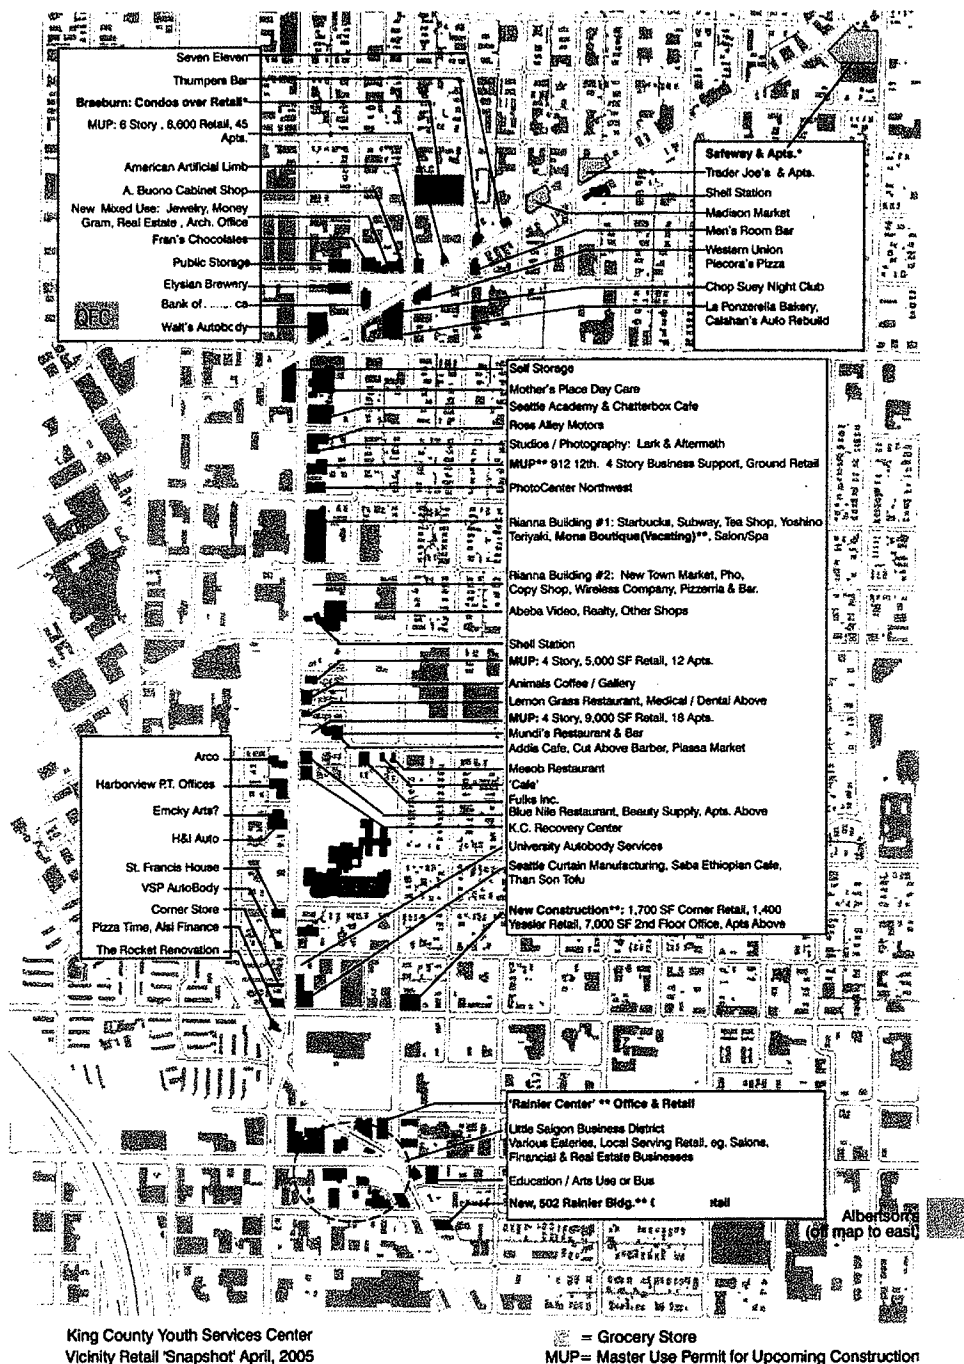 Seven Eleven
Thumpers Bar
Braeburn: Condos over Retail*
MUP: 6 Story , 6,600 Retail, 45
Apts.
American Artificial Limb
A. Buono Cabinet Shop
New Mixed Use: Jewelry, Money
Gram, Real Estate , Arch. Office
Fran's Chocolates
Public Storage
Elysian Brewery
Bank of
QFC
Walt's Autobody
Safeway & Apts.*
Trader Joe's & Apts.
Shell Station
Madison Market
Men's Room Bar
Western Union
Piecora's Pizza
Chop Suey Night Club
La Ponzerella Bakery,
Calahan's Auto Rebuild
Self Storage
Mother's Place Day Care
Seattle Academy & Chatterbox Cafe
Ross Alley Motors
Studios / Photography: Lark & Aftermath
MUP** 912 12th. 4 Story Business Support, Ground Retail
PhotoCenter Northwest
Rianna Building #1: Starbucks, Subway, Tea Shop, Yoshino
Teriyaki, Mona Boutique(Vacating)**, Salon/Spa
Rianna Building #2: New Town Market, Pho,
Copy Shop, Wireless Company, Pizzerria & Bar.
Abeba Video, Realty, Other Shops
Shell Station
MUP: 4 Story, 5,000 SF Retail, 12 Apts.
Animals Coffee / Gallery
Lemon Grass Restaurant, Medical / Dental Above
MUP: 4 Story, 9,000 SF Retail, 18 Apts.
Mundi's Restaurant & Bar
Addis Cafe, Cut Above Barber, Plassa Market
Mesob Restaurant
'Cafe'
Fulks Inc.
Blue Nile Restaurant, Beauty Supply, Apts. Above
K.C. Recovery Center
University Autobody Services
Seattle Curtain Manufacturing, Saba Ethiopian Cafe,
Than Son Tofu
New Construction**: 1,700 SF Corner Retail, 1,400
Yessler Retail, 7,000 SF 2nd Floor Office, Apts Above
Arco
Harborview P.T. Offices
Emcky Arts?
H&I Auto
St. Francis House
VSP AutoBody
Corner Store
Pizza Time, Alsi Finance
The Rocket Renovation
'Rainier Center' ** Office & Retail
Little Saigon Business District
Various Eateries, Local Serving Retail, eg. Salons,
Financial & Real Estate Businesses
Education / Arts Use or Bus
New, 502 Rainier Bldg.**
Albertson's
(off map to east)
King County Youth Services Center
Vicinity Retail 'Snapshot' April, 2005
= Grocery Store
MUP= Master Use Permit for Upcoming Construction